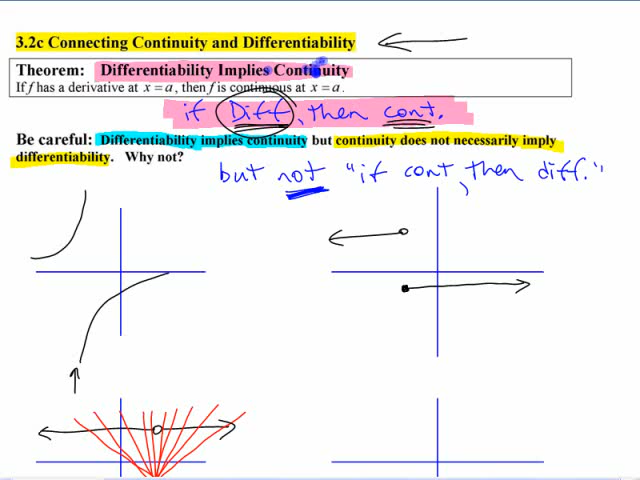 3.2c Connecting Continuity and Differentiability
Theorem: Differentiability Implies Continuity
If f has a derivative at x = a, then f is continuous at x = a.
if Diff, then cont.
Be careful: Differentiability implies continuity but continuity does not necessarily imply
differentiability. Why not?
but not "if cont, then diff."